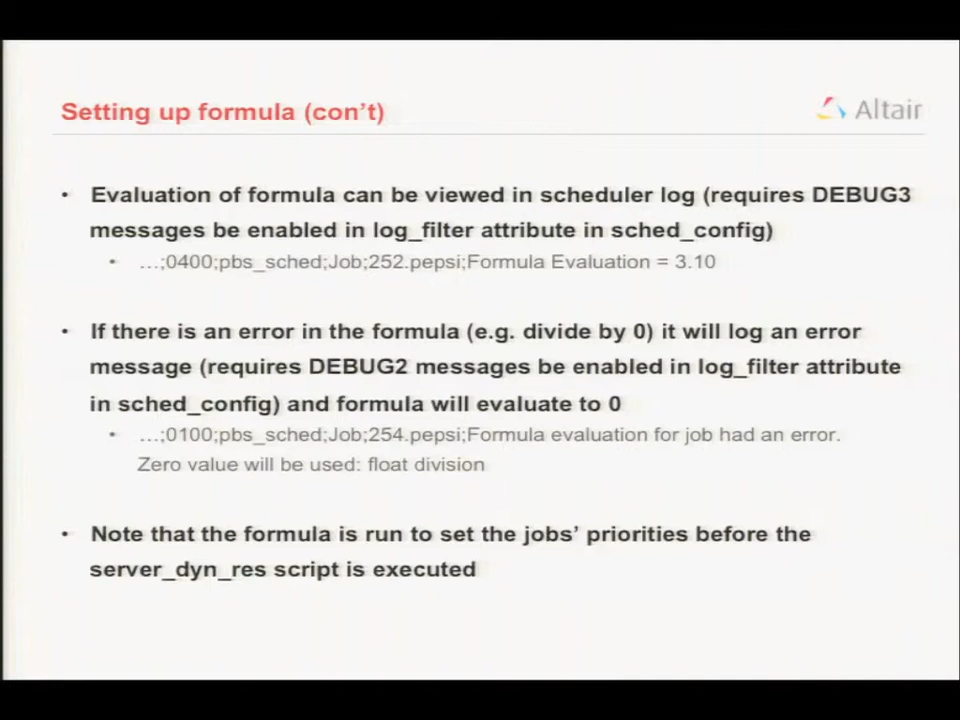 Setting up formula (con’t)
Altair
• Evaluation of formula can be viewed in scheduler log (requires DEBUG3
messages be enabled in log_filter attribute in sched_config)
• …;0400;pbs_sched;Job;252.pepsi;Formula Evaluation = 3.10
• If there is an error in the formula (e.g. divide by 0) it will log an error
message (requires DEBUG2 messages be enabled in log_filter attribute
in sched_config) and formula will evaluate to 0
• …;0100;pbs_sched;Job;254.pepsi;Formula evaluation for job had an error.
Zero value will be used: float division
• Note that the formula is run to set the jobs’ priorities before the
server_dyn_res script is executed